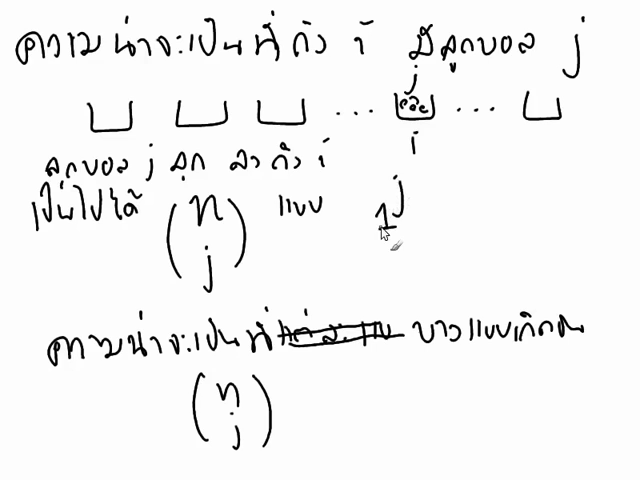 ความน่าจะเป็นที่ถัง i มีลูกบอล j
j
... ...
i
ลูกบอล j ลูก ลงถัง i
เป็นไปได้ (n j) แบบ 1 j
ความน่าจะเป็นที่ บางแบบเกิดขึ้น
(n j)